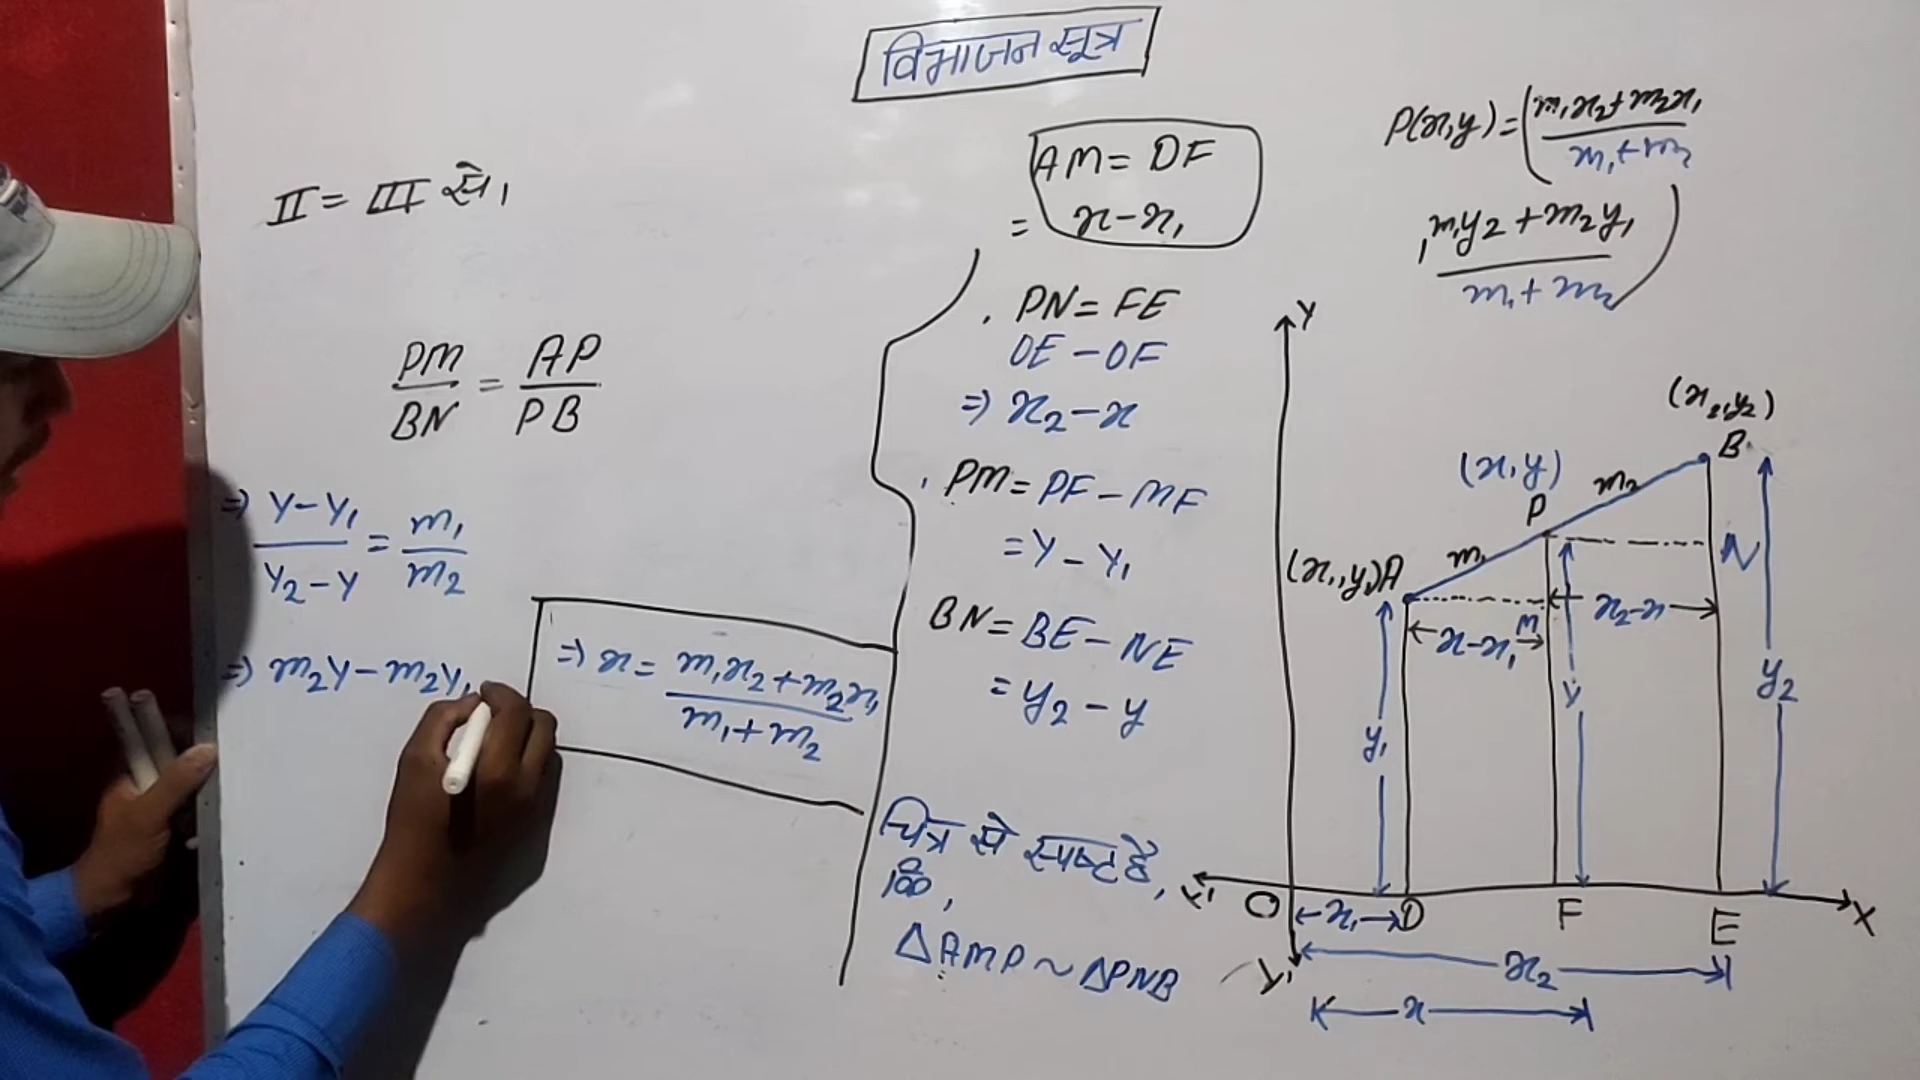 विभाजन सूत्र
II = III से,
PM/BN = AP/PB
=> Y-Y₁/Y₂-Y = m₁/m₂
=> m₂Y - m₂Y₁
=> x = m₁x₂+m₂x₁/m₁+m₂
AM = DF
= x-x₁
. PN = FE
OE - OF
=> x₂-x
. PM = PF - MF
= Y - Y₁
BN = BE - NE
= y₂ - y
चित्र से स्पष्ट है,
कि,
Δ AMP ~ ΔPNB
P(x,y) = (m₁x₂+m₂x₁/m₁+m₂
, m₁y₂+m₂y₁/m₁+m₂)
Y
(x₂,y₂)
B
(x,y)
P
m₂
m₁
N
(x₁,y₁)A
M
x-x₁
x₂-x
y₁
y
y₂
X'
O
D
F
E
X
x₁
Y'
x₂
x